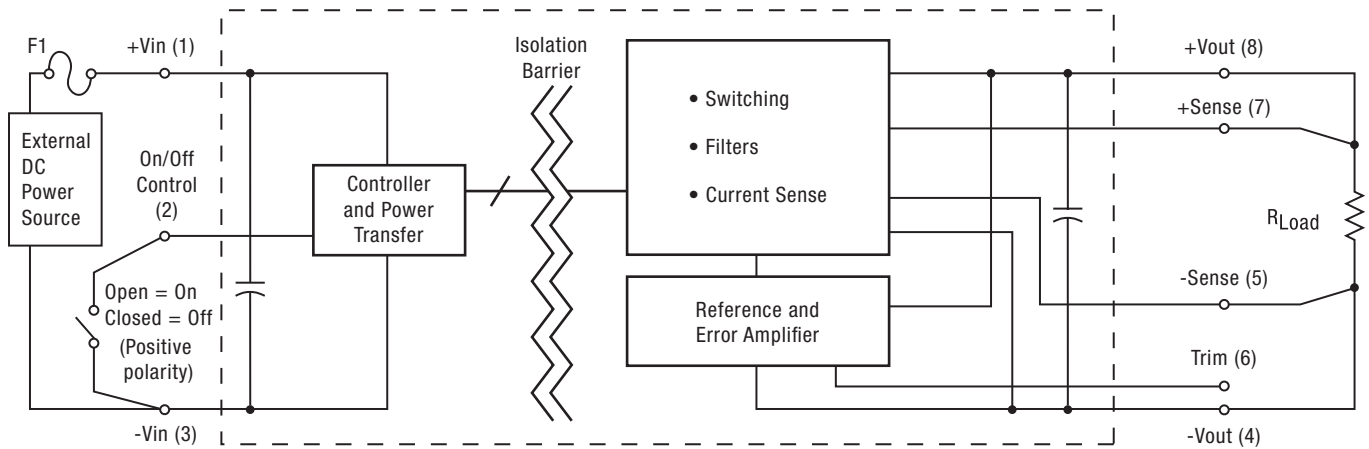 F1
+Vin (1)
External
DC
Power
Source
On/Off
Control
(2)
Open = On
Closed = Off
(Positive
polarity)
-Vin (3)
Controller
and Power
Transfer
Isolation
Barrier
• Switching
• Filters
• Current Sense
Reference and
Error Amplifier
+Vout (8)
+Sense (7)
RLoad
-Sense (5)
Trim (6)
-Vout (4)